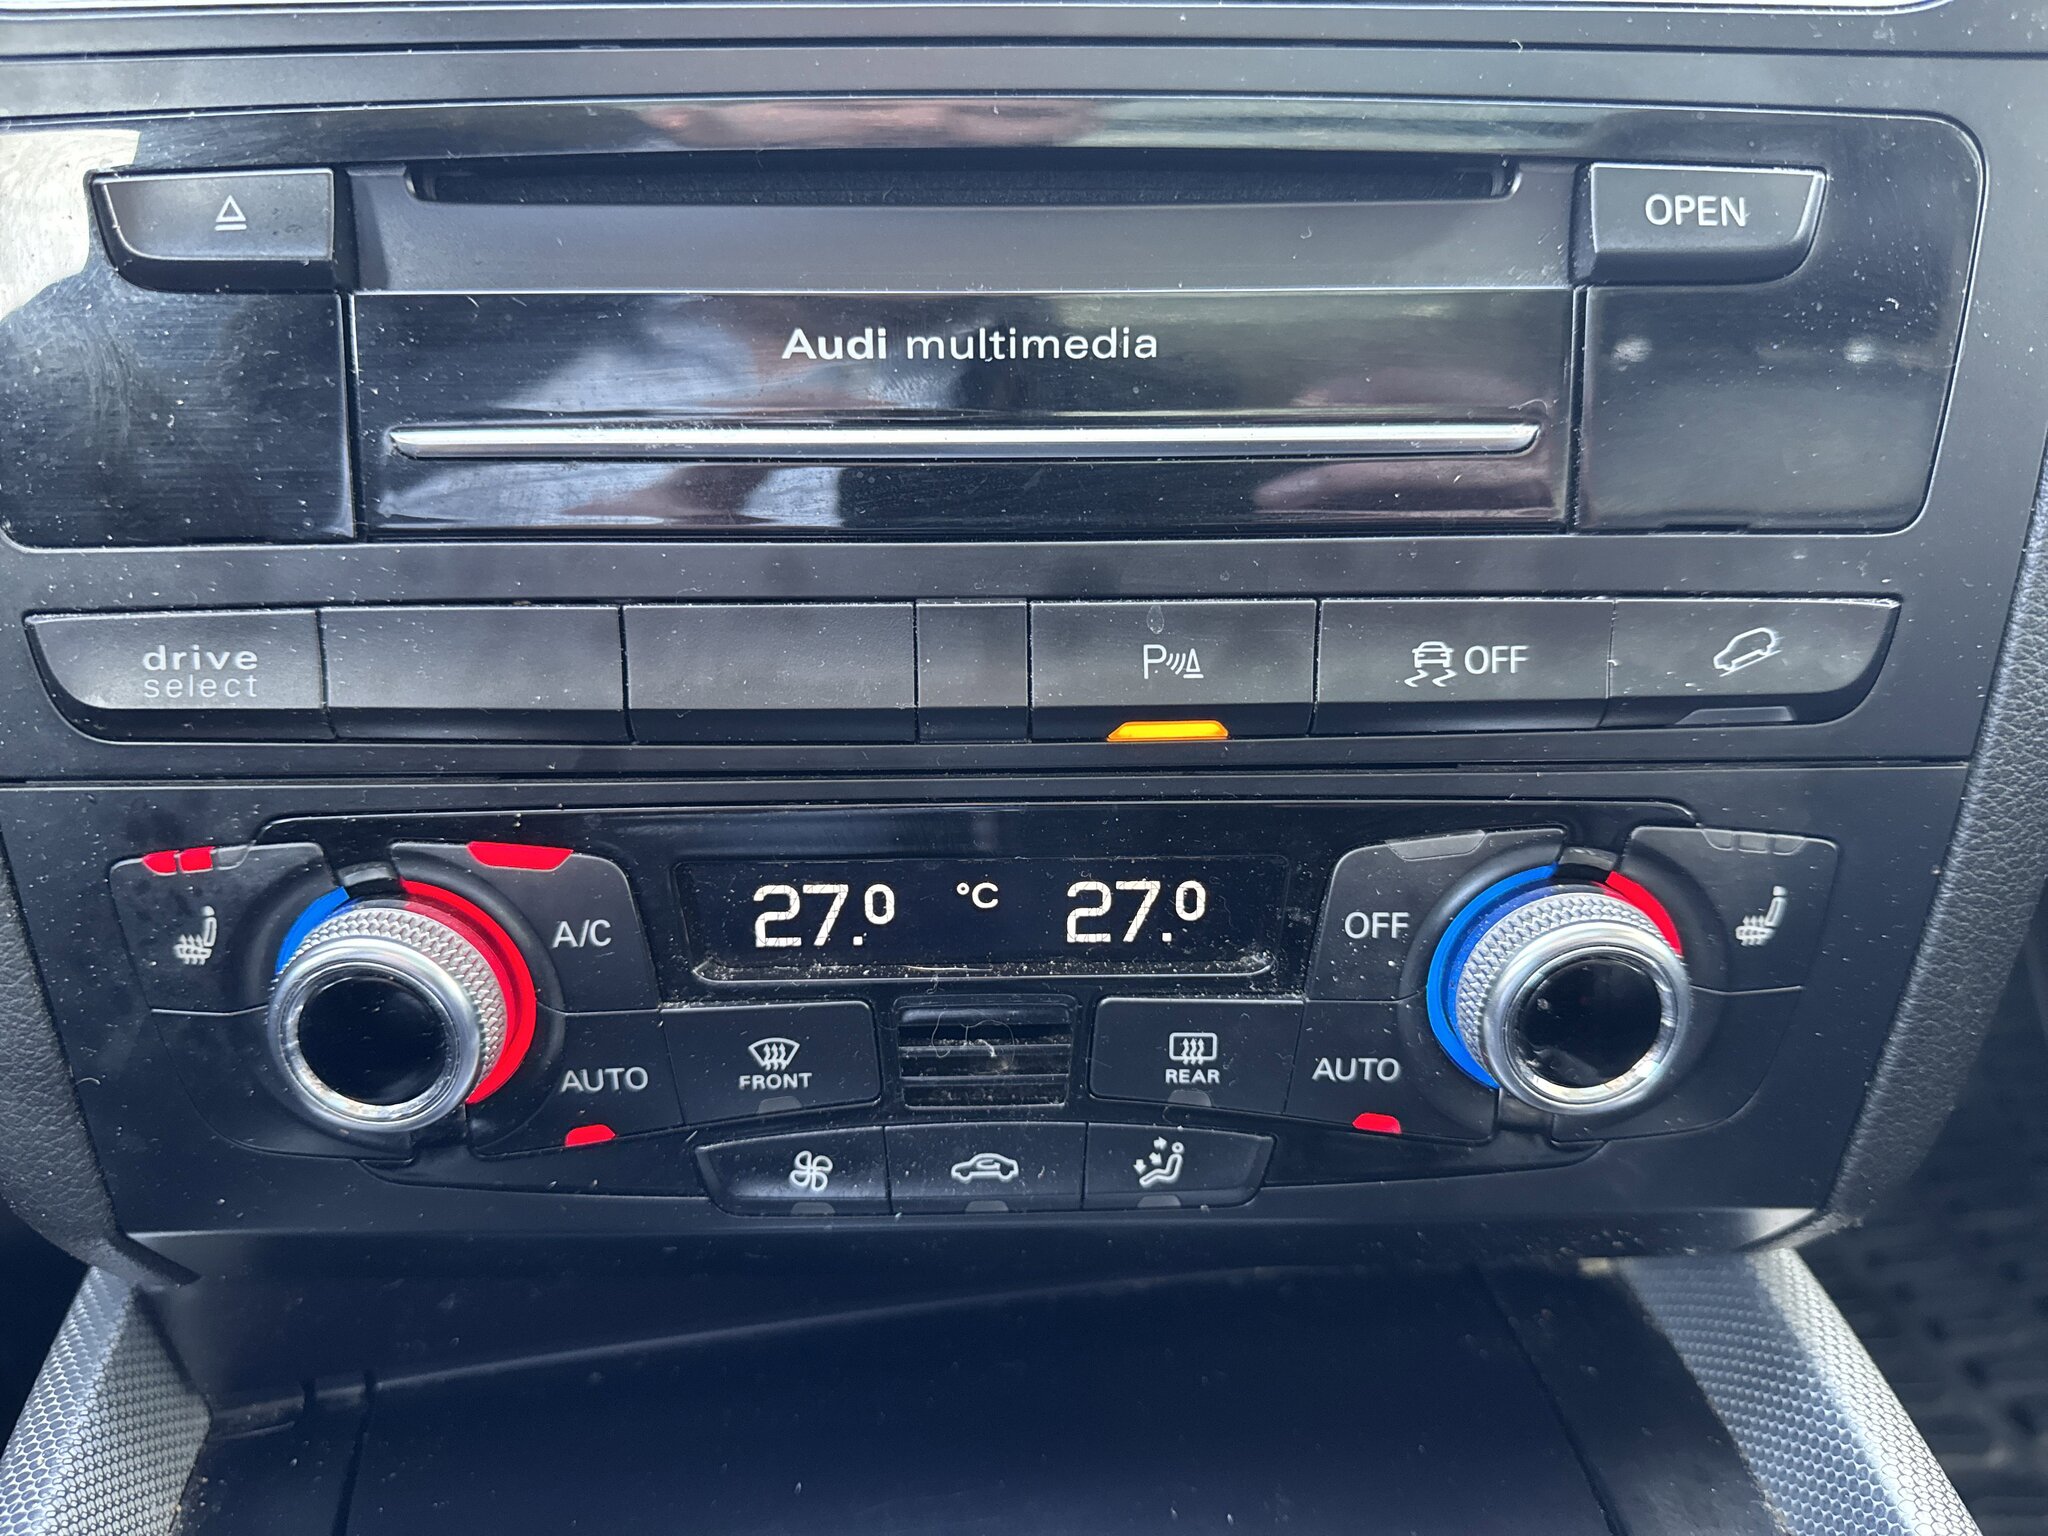 OPEN
Audi multimedia
drive
select
P
OFF
27.0 °C 27.0
A/C
OFF
AUTO
FRONT
REAR
AUTO